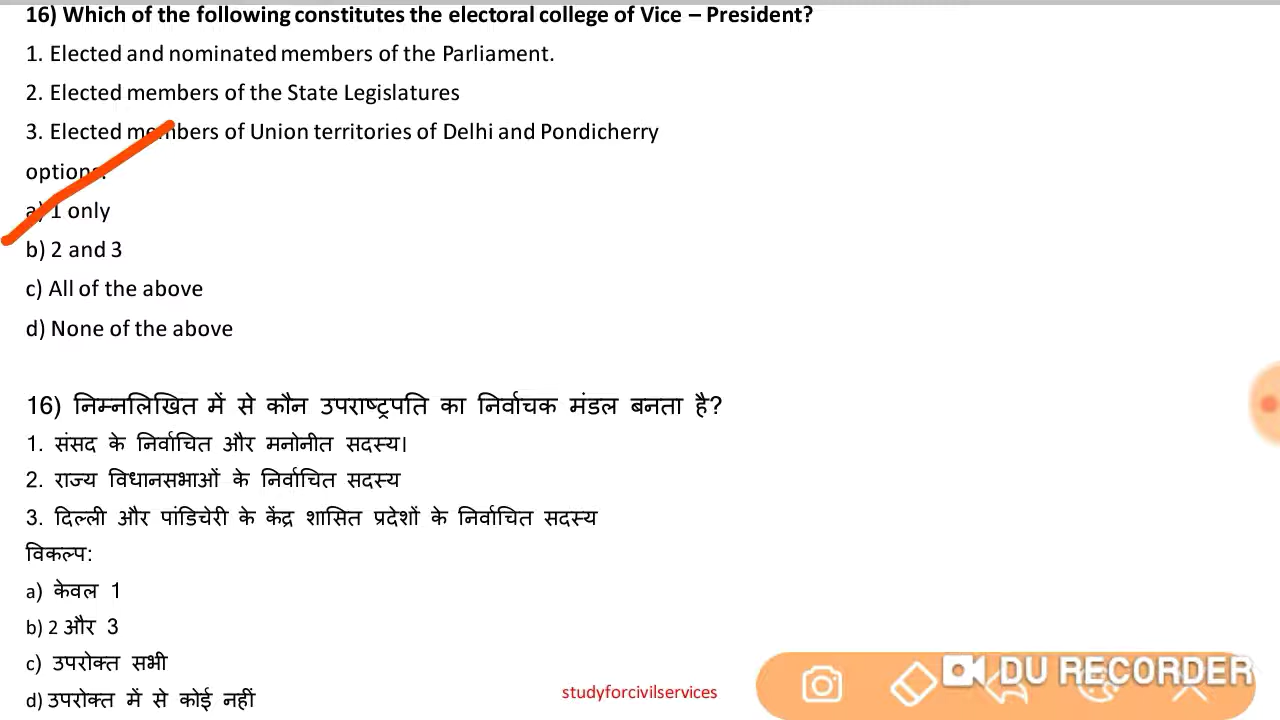 16) Which of the following constitutes the electoral college of Vice – President?
1. Elected and nominated members of the Parliament.
2. Elected members of the State Legislatures
3. Elected members of Union territories of Delhi and Pondicherry
options:
a) 1 only
b) 2 and 3
c) All of the above
d) None of the above
16) निम्नलिखित में से कौन उपराष्ट्रपति का निर्वाचक मंडल बनता है?
1. संसद के निर्वाचित और मनोनीत सदस्य।
2. राज्य विधानसभाओं के निर्वाचित सदस्य
3. दिल्ली और पांडिचेरी के केंद्र शासित प्रदेशों के निर्वाचित सदस्य
विकल्प:
a) केवल 1
b) 2 और 3
c) उपरोक्त सभी
d) उपरोक्त में से कोई नहीं
studyforcivilservices
DU RECORDER